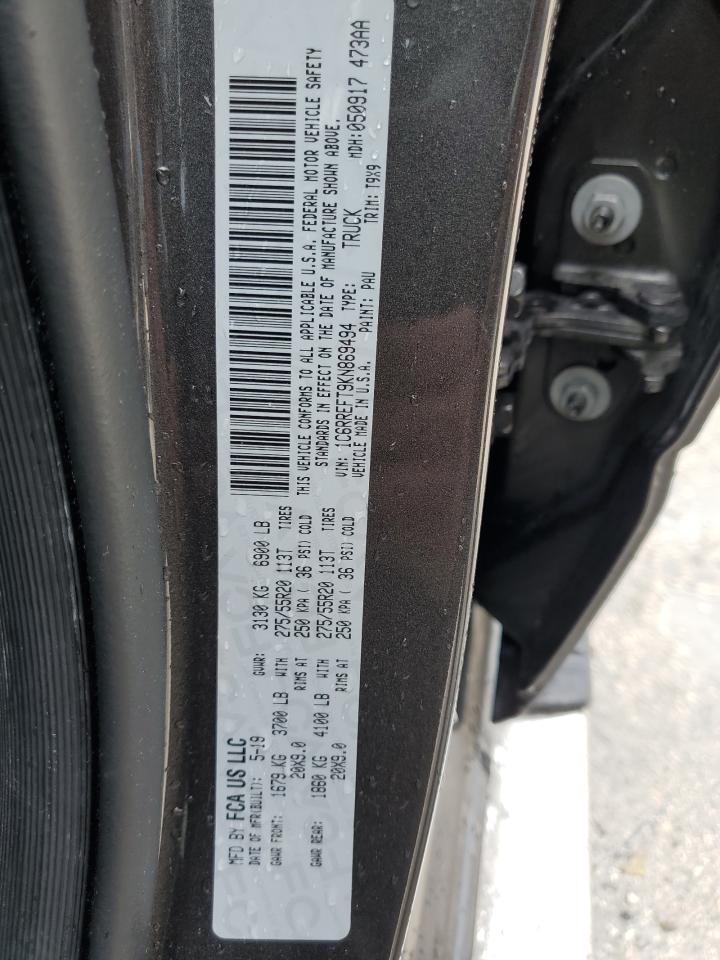 MFD BY FCA US LLC
DATE OF MFR(BUILT): 5-19 GVWR: 3130 KG 6900 LB
GAWR FRONT: 1679 KG 3700 LB WITH 275/55R20 113T TIRES
20X9.0 RIMS AT 250 KPA ( 36 PSI) COLD
GAWR REAR: 1860 KG 4100 LB WITH 275/55R20 113T TIRES
20X9.0 RIMS AT 250 KPA ( 36 PSI) COLD
THIS VEHICLE CONFORMS TO ALL APPLICABLE U.S.A. FEDERAL MOTOR VEHICLE SAFETY
STANDARDS IN EFFECT ON THE DATE OF MANUFACTURE SHOWN ABOVE.
VIN: 1C6RREFT9KN869494 TYPE: TRUCK MDH:050917 473AA
VEHICLE MADE IN U.S.A. PAINT: PAU TRIM: T9X9